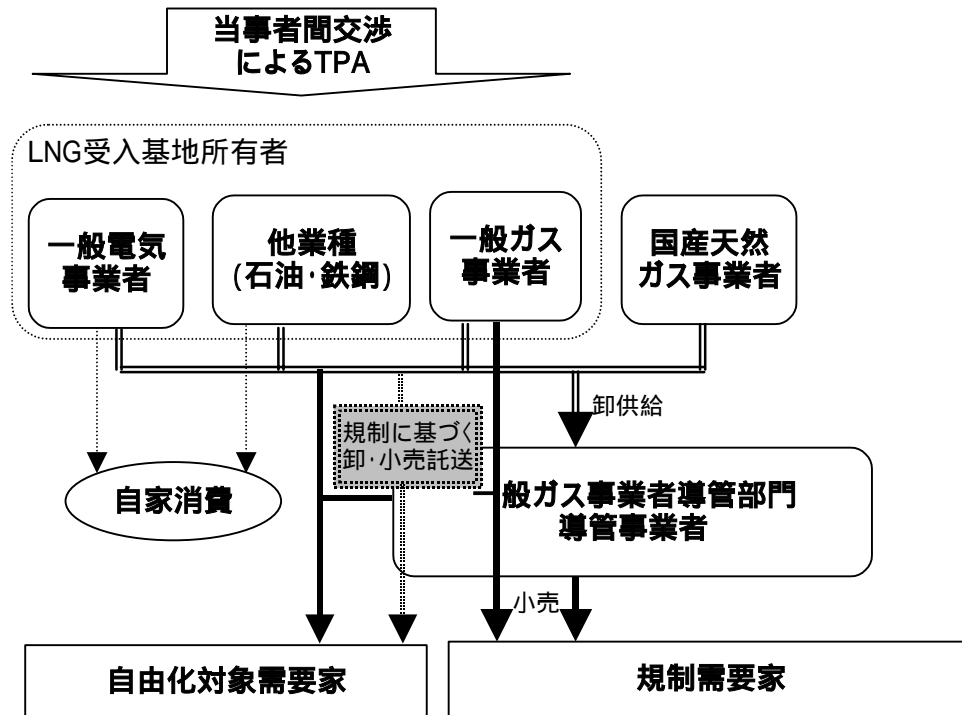 当事者間交渉
によるTPA
LNG受入基地所有者
一般電気
事業者
他業種
(石油･鉄鋼)
一般ガス
事業者
国産天然
ガス事業者
卸供給
規制に基づく
卸･小売託送
自家消費
一般ガス事業者導管部門
導管事業者
小売
自由化対象需要家
規制需要家